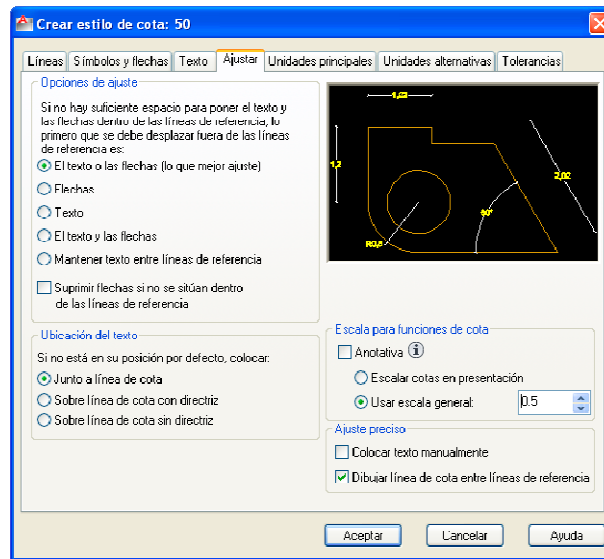 Crear estilo de cota: 50
Líneas
Símbolos y flechas
Texto
Ajustar
Unidades principales
Unidades alternativas
Tolerancias
Opciones de ajuste
Si no hay suficiente espacio para poner el texto y
las flechas dentro de las líneas de referencia, lo
primero que se debe desplazar fuera de las líneas
de referencia es:
El texto o las flechas (lo que mejor ajuste)
Flechas
Texto
El texto y las flechas
Mantener texto entre líneas de referencia
Suprimir flechas si no se sitúan dentro
de las líneas de referencia
Ubicación del texto
Si no está en su posición por defecto, colocar:
Junto a línea de cota
Sobre línea de cota con directriz
Sobre línea de cota sin directriz
1,2
2,02
60°
Escala para funciones de cota
Anotativa
Escalar cotas en presentación
Usar escala general:
0.5
Ajuste preciso
Colocar texto manualmente
Dibujar línea de cota entre líneas de referencia
Aceptar
Cancelar
Ayuda